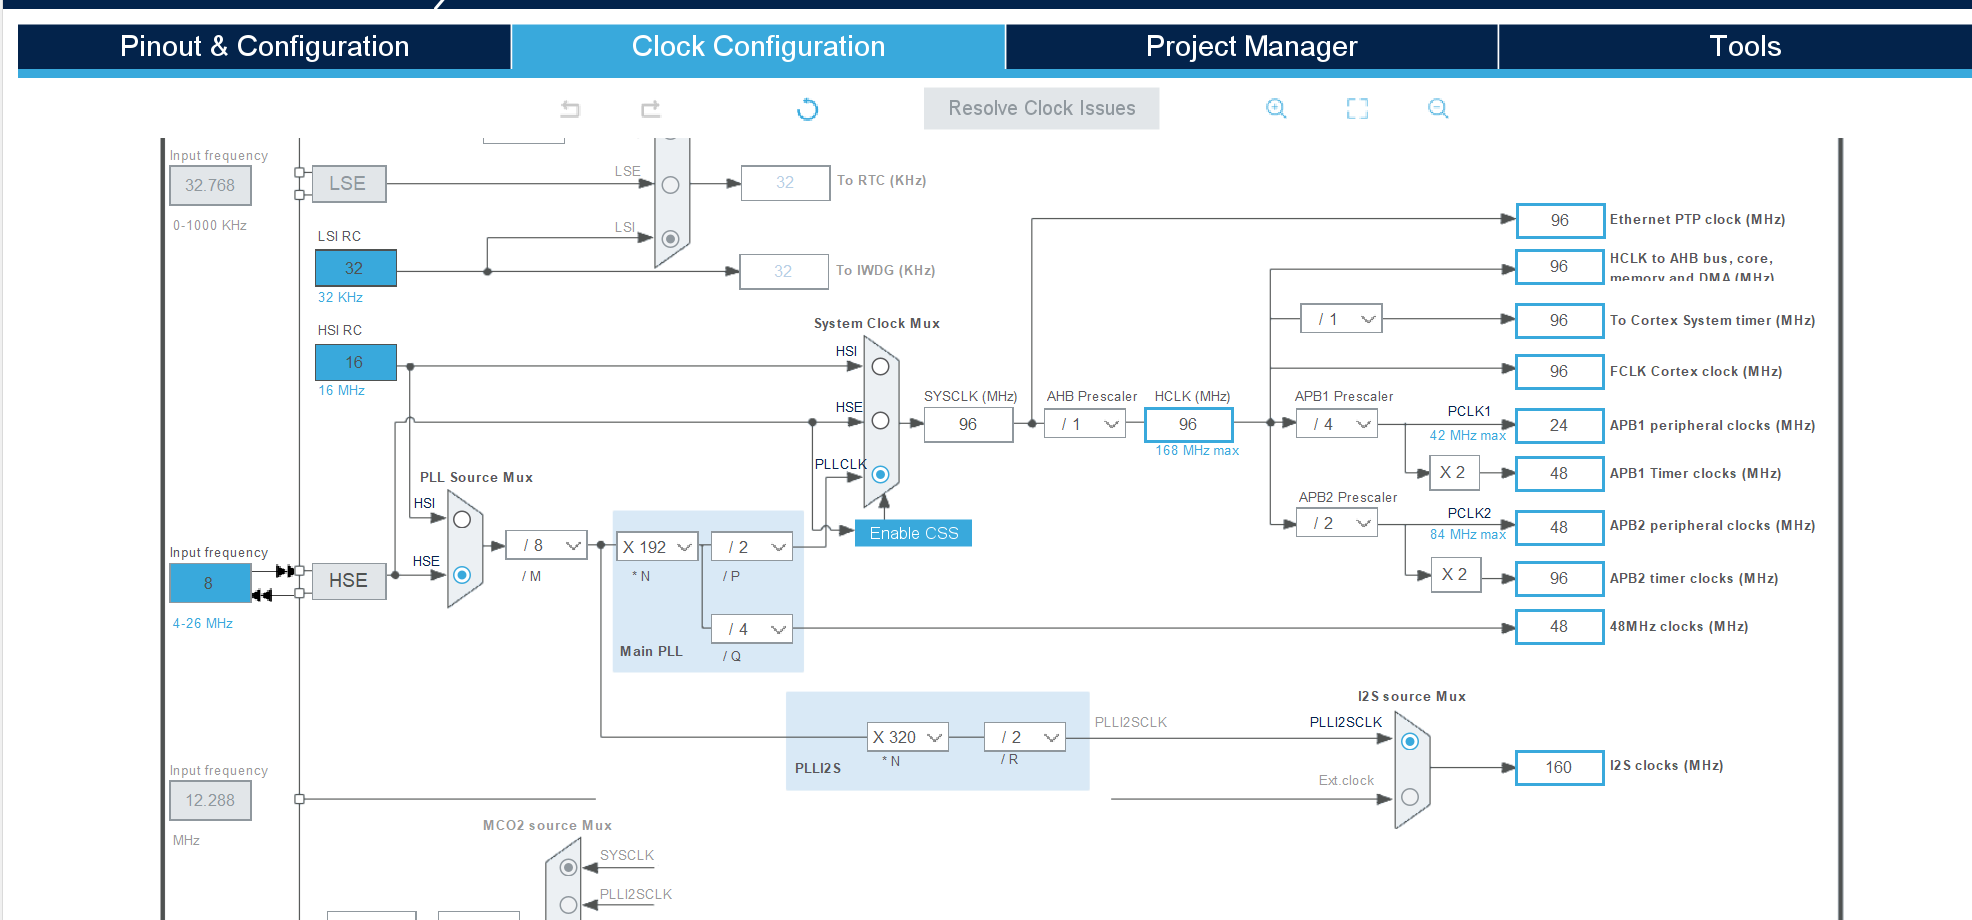 Pinout & Configuration
Clock Configuration
Project Manager
Tools
Resolve Clock Issues
Input frequency
32.768
0-1000 KHz
LSE
LSE
32
To RTC (KHz)
LSI RC
32
32 KHz
LSI
32
To IWDG (KHz)
HSI RC
16
16 MHz
System Clock Mux
HSI
HSE
PLLCLK
SYSCLK (MHz)
96
AHB Prescaler
/ 1
HCLK (MHz)
96
168 MHz max
Enable CSS
PLL Source Mux
HSI
HSE
Input frequency
8
4-26 MHz
HSE
/ 8
/ M
X 192
* N
/ 2
/ P
/ 4
/ Q
Main PLL
96
Ethernet PTP clock (MHz)
96
HCLK to AHB bus, core,
memory and DMA (MHz)
/ 1
96
To Cortex System timer (MHz)
96
FCLK Cortex clock (MHz)
APB1 Prescaler
/ 4
PCLK1
42 MHz max
24
APB1 peripheral clocks (MHz)
X 2
48
APB1 Timer clocks (MHz)
APB2 Prescaler
/ 2
PCLK2
84 MHz max
48
APB2 peripheral clocks (MHz)
X 2
96
APB2 timer clocks (MHz)
48
48MHz clocks (MHz)
X 320
* N
/ 2
/ R
PLLI2S
PLLI2SCLK
I2S source Mux
PLLI2SCLK
Ext.clock
160
I2S clocks (MHz)
Input frequency
12.288
MHz
MCO2 source Mux
SYSCLK
PLLI2SCLK